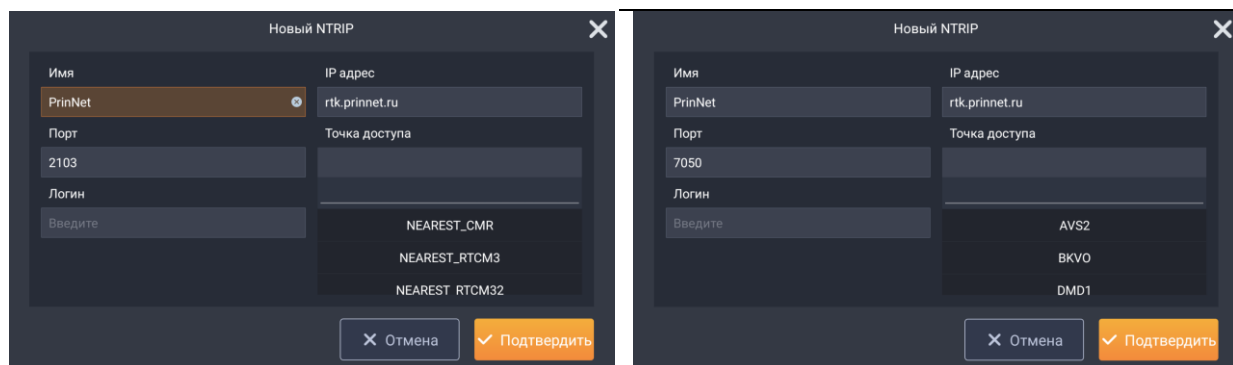 Новый NTRIP
Имя
IP адрес
PrinNet
rtk.prinnet.ru
Порт
Точка доступа
2103
Логин
Введите
NEAREST_CMR
NEAREST_RTCM3
NEAREST_RTCM32
Отмена
Подтвердить
Новый NTRIP
Имя
IP адрес
PrinNet
rtk.prinnet.ru
Порт
Точка доступа
7050
Логин
Введите
AVS2
BKVO
DMD1
Отмена
Подтвердить